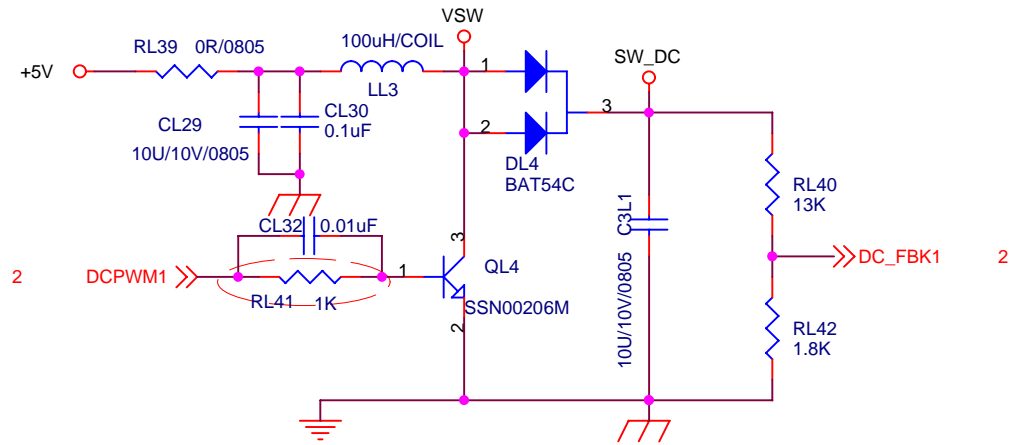 VSW
RL39 0R/0805
100uH/COIL
SW_DC
+5V
1
LL3
3
CL30
0.1uF
CL29
10U/10V/0805
2
DL4
BAT54C
RL40
13K
C3L1
10U/10V/0805
CL32 0.01uF
3
2
DCPWM1
1
QL4
DC_FBK1
2
RL41 1K
SSN00206M
2
RL42
1.8K